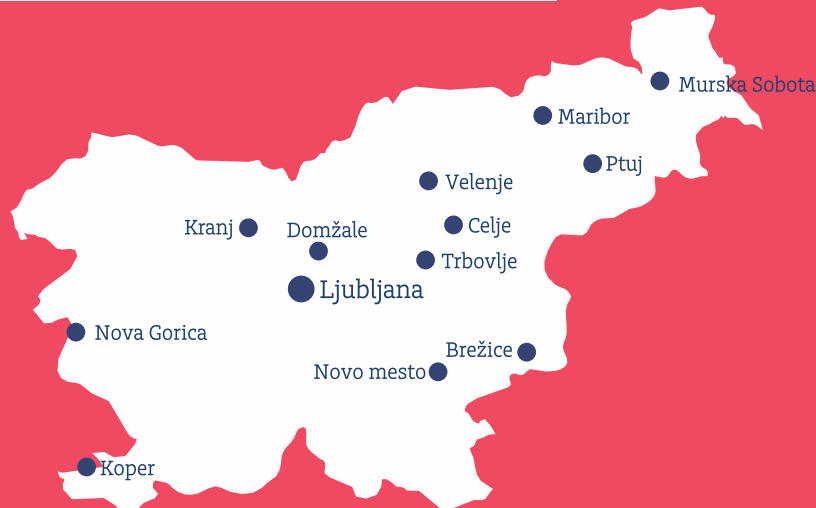 Murska Sobota
Maribor
Ptuj
Velenje
Kranj
Domžale
Celje
Trbovlje
Ljubljana
Nova Gorica
Brežice
Novo mesto
Koper